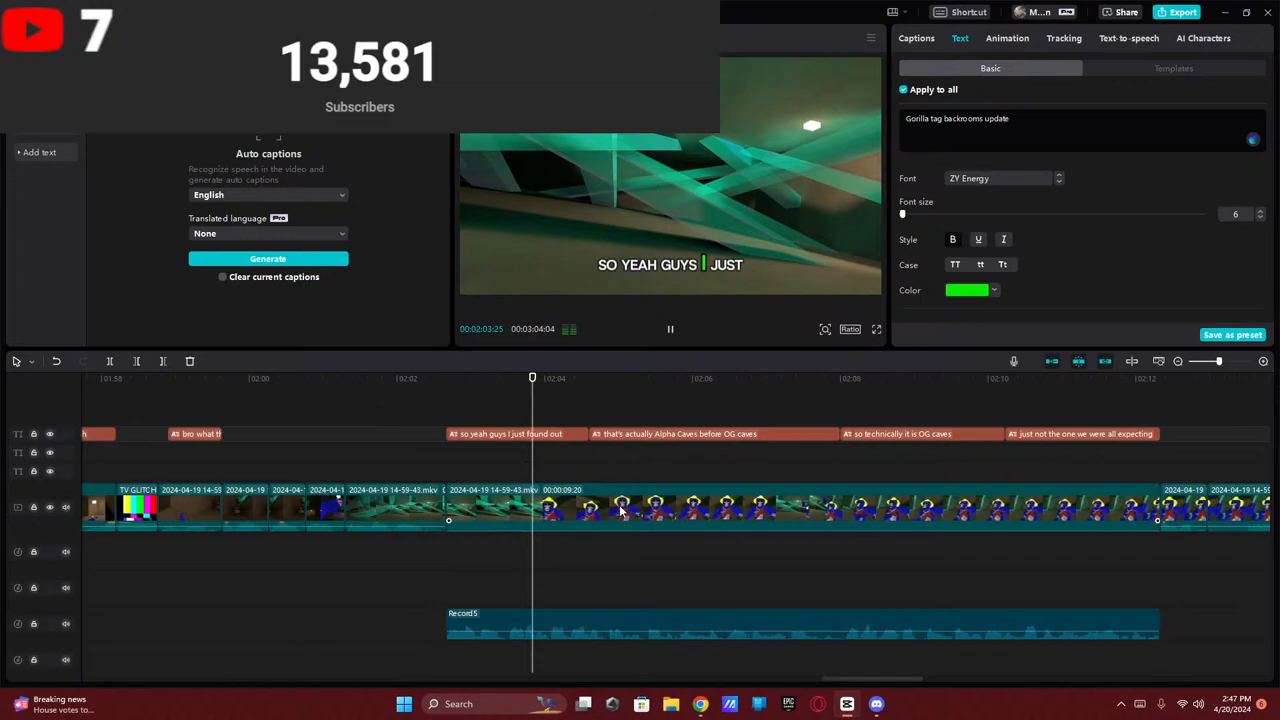 7
13,581
Subscribers
Shortcut
M...n
Pro
Share
Export
Captions
Text
Animation
Tracking
Text-to-speech
AI Characters
Basic
Templates
Apply to all
Gorilla tag backrooms update
Add text
Auto captions
Recognize speech in the video and
generate auto captions
English
Translated language
Pro
None
Generate
Clear current captions
SO YEAH GUYS I JUST
Font
ZY Energy
Font size
6
Style
B
U
I
Case
TT
tt
Tt
Color
00:02:03:25
00:03:04:04
Ratio
Save as preset
01:58
02:00
02:02
02:04
02:06
02:08
02:10
02:12
h
bro what th
so yeah guys I just found out
that's actually Alpha Caves before OG caves
so technically it is OG caves
just not the one we were all expecting
TV GLITCH
2024-04-19 14-59
2024-04-19
2024-04-1
2024-04-1
2024-04-19 14-59-43.mkv
2024-04-19 14-59-43.mkv
00:00:09:20
2024-04-19
2024-04-19 14-59
Record5
Breaking news
House votes to...
Search
EPIC
2:47 PM
4/20/2024